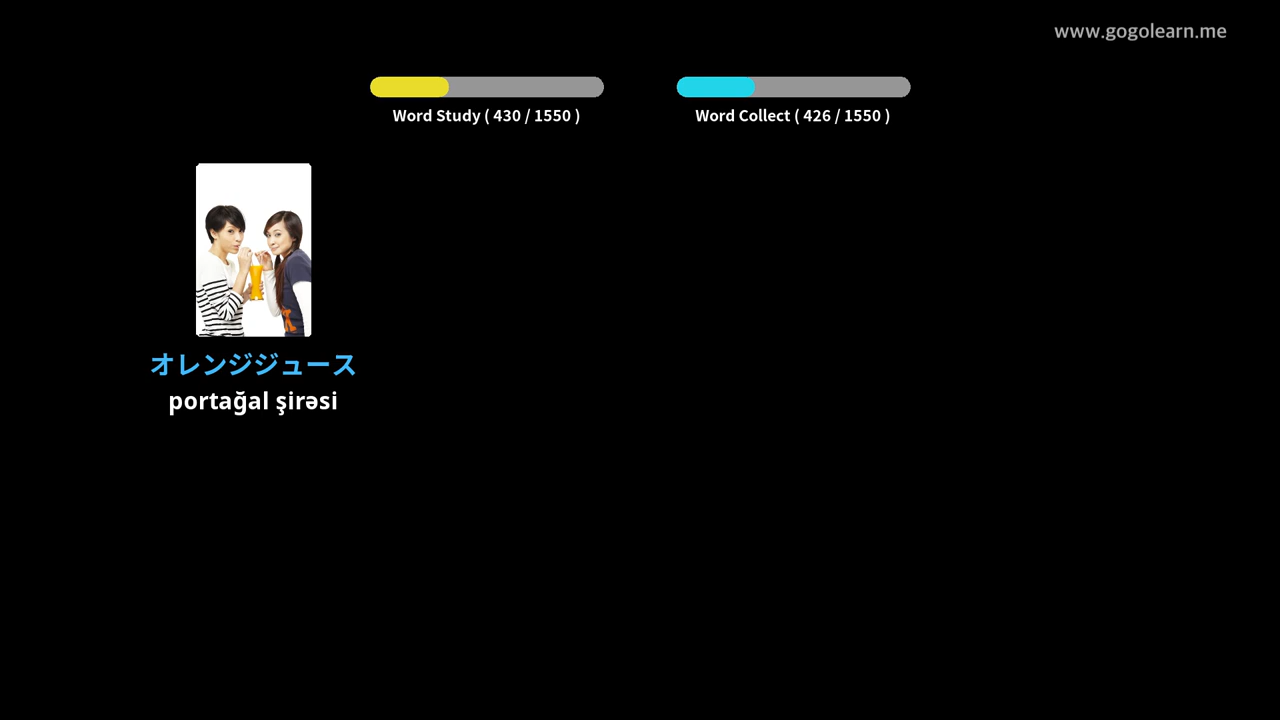 www.gogolearn.me
Word Study ( 430 / 1550 )
Word Collect ( 426 / 1550 )
オレンジジュース
portağal şirəsi